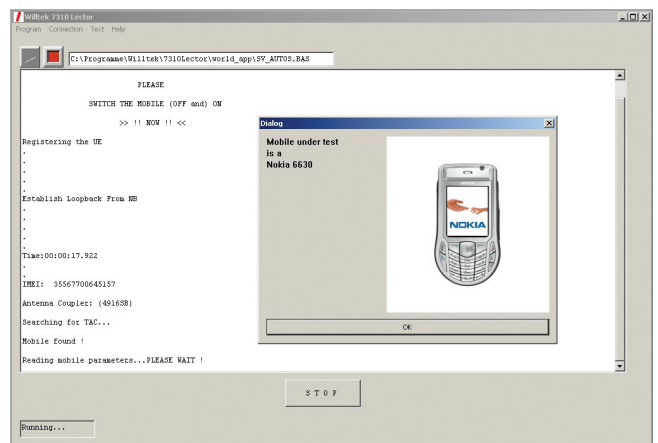 Willtek 7310 Lector
Program Connection Text Help
C:\Programme\Willtek\7310Lector\world_app\SV_AUTOS.BAS
PLEASE
SWITCH THE MOBILE (OFF and) ON
>> !! NOW !! <<
Registering the UE
.
.
.
.
.
Establish Loopback From NB
.
.
.
.
.
Time:00:00:17.922
.
.
IMEI: 35567700645157
Antenna Coupler: (4916SB)
Searching for TAC...
Mobile found !
Reading mobile parameters...PLEASE WAIT !
Dialog
Mobile under test
is a
Nokia 6630
NOKIA
OK
S T O P
Running...